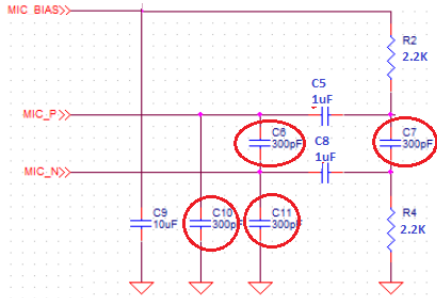 MIC_BIAS
R2
2.2K
C5
1uF
MIC_P
C6
300pF
C7
300pF
C8
1uF
MIC_N
C9
10uF
C10
300pF
C11
300pF
R4
2.2K